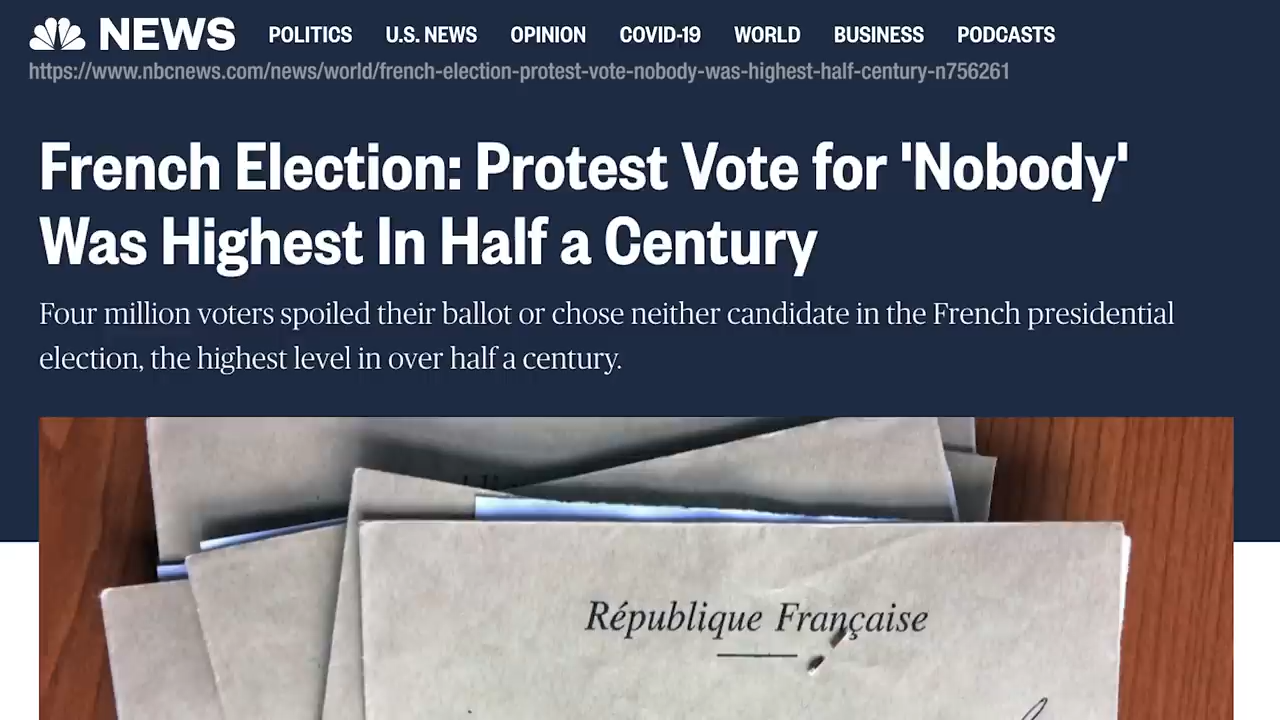 NEWS POLITICS U.S. NEWS OPINION COVID-19 WORLD BUSINESS PODCASTS
https://www.nbcnews.com/news/world/french-election-protest-vote-nobody-was-highest-half-century-n756261
French Election: Protest Vote for 'Nobody'
Was Highest In Half a Century
Four million voters spoiled their ballot or chose neither candidate in the French presidential
election, the highest level in over half a century.
République Française